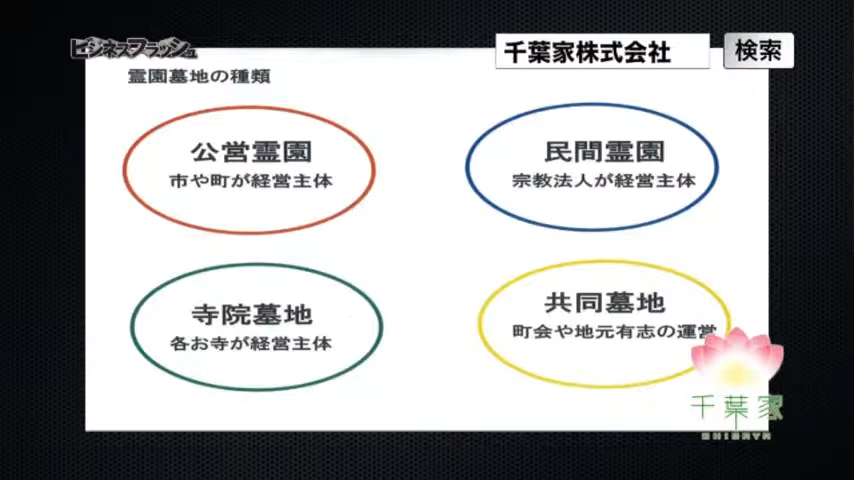 ビジネスフラッシュ
千葉家株式会社
検索
霊園墓地の種類
公営霊園
市や町が経営主体
民間霊園
宗教法人が経営主体
寺院墓地
各お寺が経営主体
共同墓地
町会や地元有志の運営
千葉家
CHIBAYA